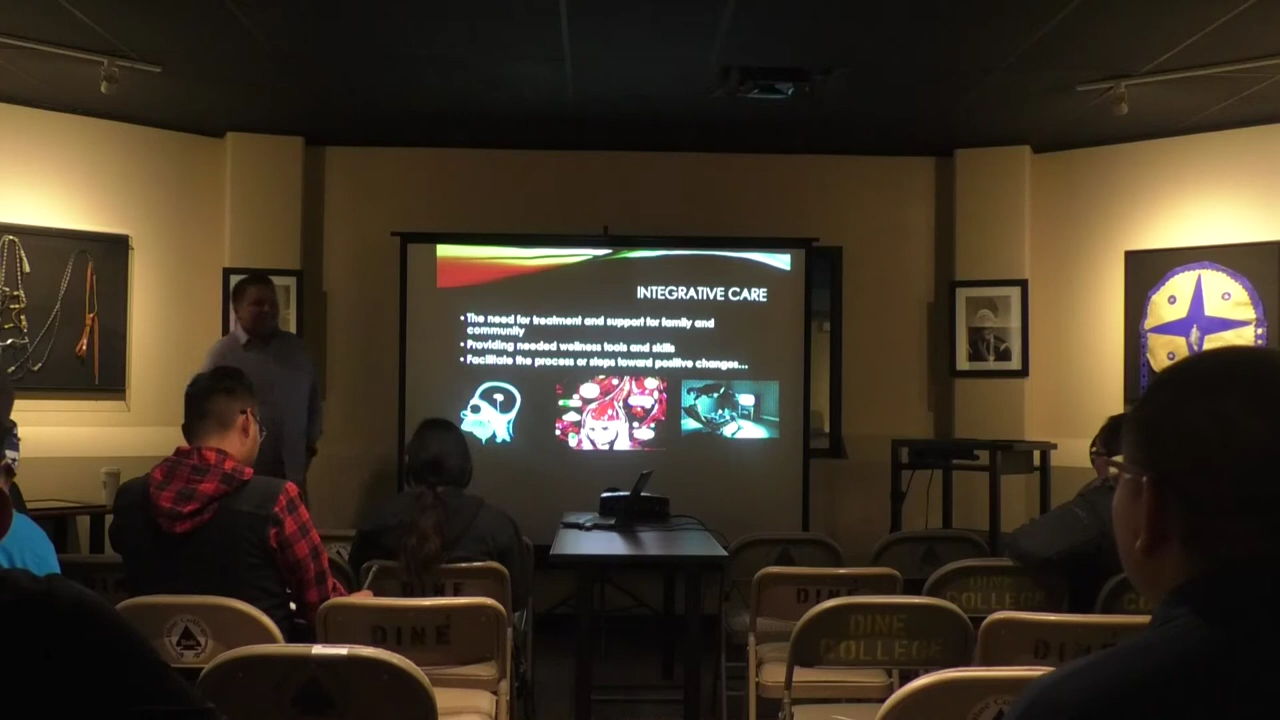 INTEGRATIVE CARE
• The need for treatment and support for family and
community
• Providing needed wellness tools and skills
• Facilitate the process or steps toward positive changes...
DINE
DINE
DINE
COLLEGE
DINE
DINE
COLLEGE
DINE